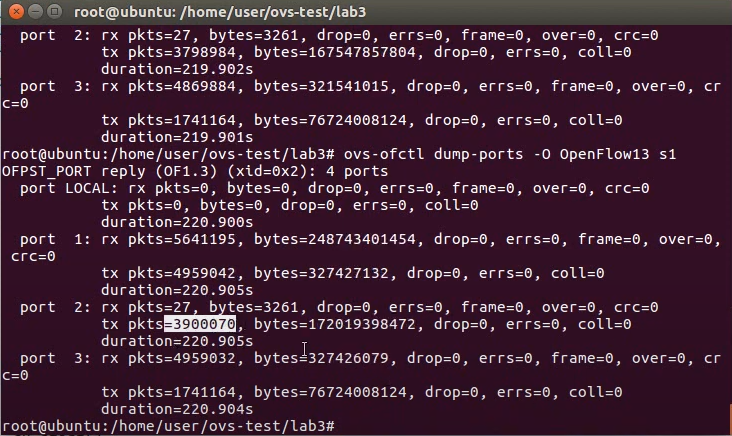 root@ubuntu: /home/user/ovs-test/lab3
port  2: rx pkts=27, bytes=3261, drop=0, errs=0, frame=0, over=0, crc=0
tx pkts=3798984, bytes=167547857804, drop=0, errs=0, coll=0
duration=219.902s
port  3: rx pkts=4869884, bytes=321541015, drop=0, errs=0, frame=0, over=0, cr
c=0
tx pkts=1741164, bytes=76724008124, drop=0, errs=0, coll=0
duration=219.901s
root@ubuntu:/home/user/ovs-test/lab3# ovs-ofctl dump-ports -O OpenFlow13 s1
OFPST_PORT reply (OF1.3) (xid=0x2): 4 ports
port LOCAL: rx pkts=0, bytes=0, drop=0, errs=0, frame=0, over=0, crc=0
tx pkts=0, bytes=0, drop=0, errs=0, coll=0
duration=220.900s
port  1: rx pkts=5641195, bytes=248743401454, drop=0, errs=0, frame=0, over=0,
crc=0
tx pkts=4959042, bytes=327427132, drop=0, errs=0, coll=0
duration=220.905s
port  2: rx pkts=27, bytes=3261, drop=0, errs=0, frame=0, over=0, crc=0
tx pkts=3900070, bytes=172019398472, drop=0, errs=0, coll=0
duration=220.905s
port  3: rx pkts=4959032, bytes=327426079, drop=0, errs=0, frame=0, over=0, cr
c=0
tx pkts=1741164, bytes=76724008124, drop=0, errs=0, coll=0
duration=220.904s
root@ubuntu:/home/user/ovs-test/lab3#